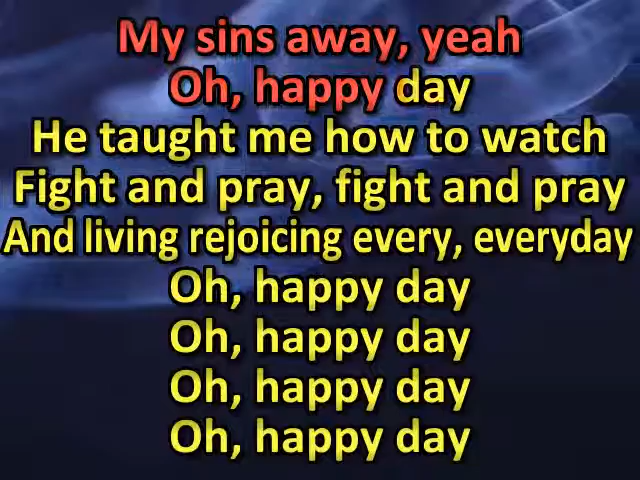 My sins away, yeah
Oh, happy day
He taught me how to watch
Fight and pray, fight and pray
And living rejoicing every, everyday
Oh, happy day
Oh, happy day
Oh, happy day
Oh, happy day